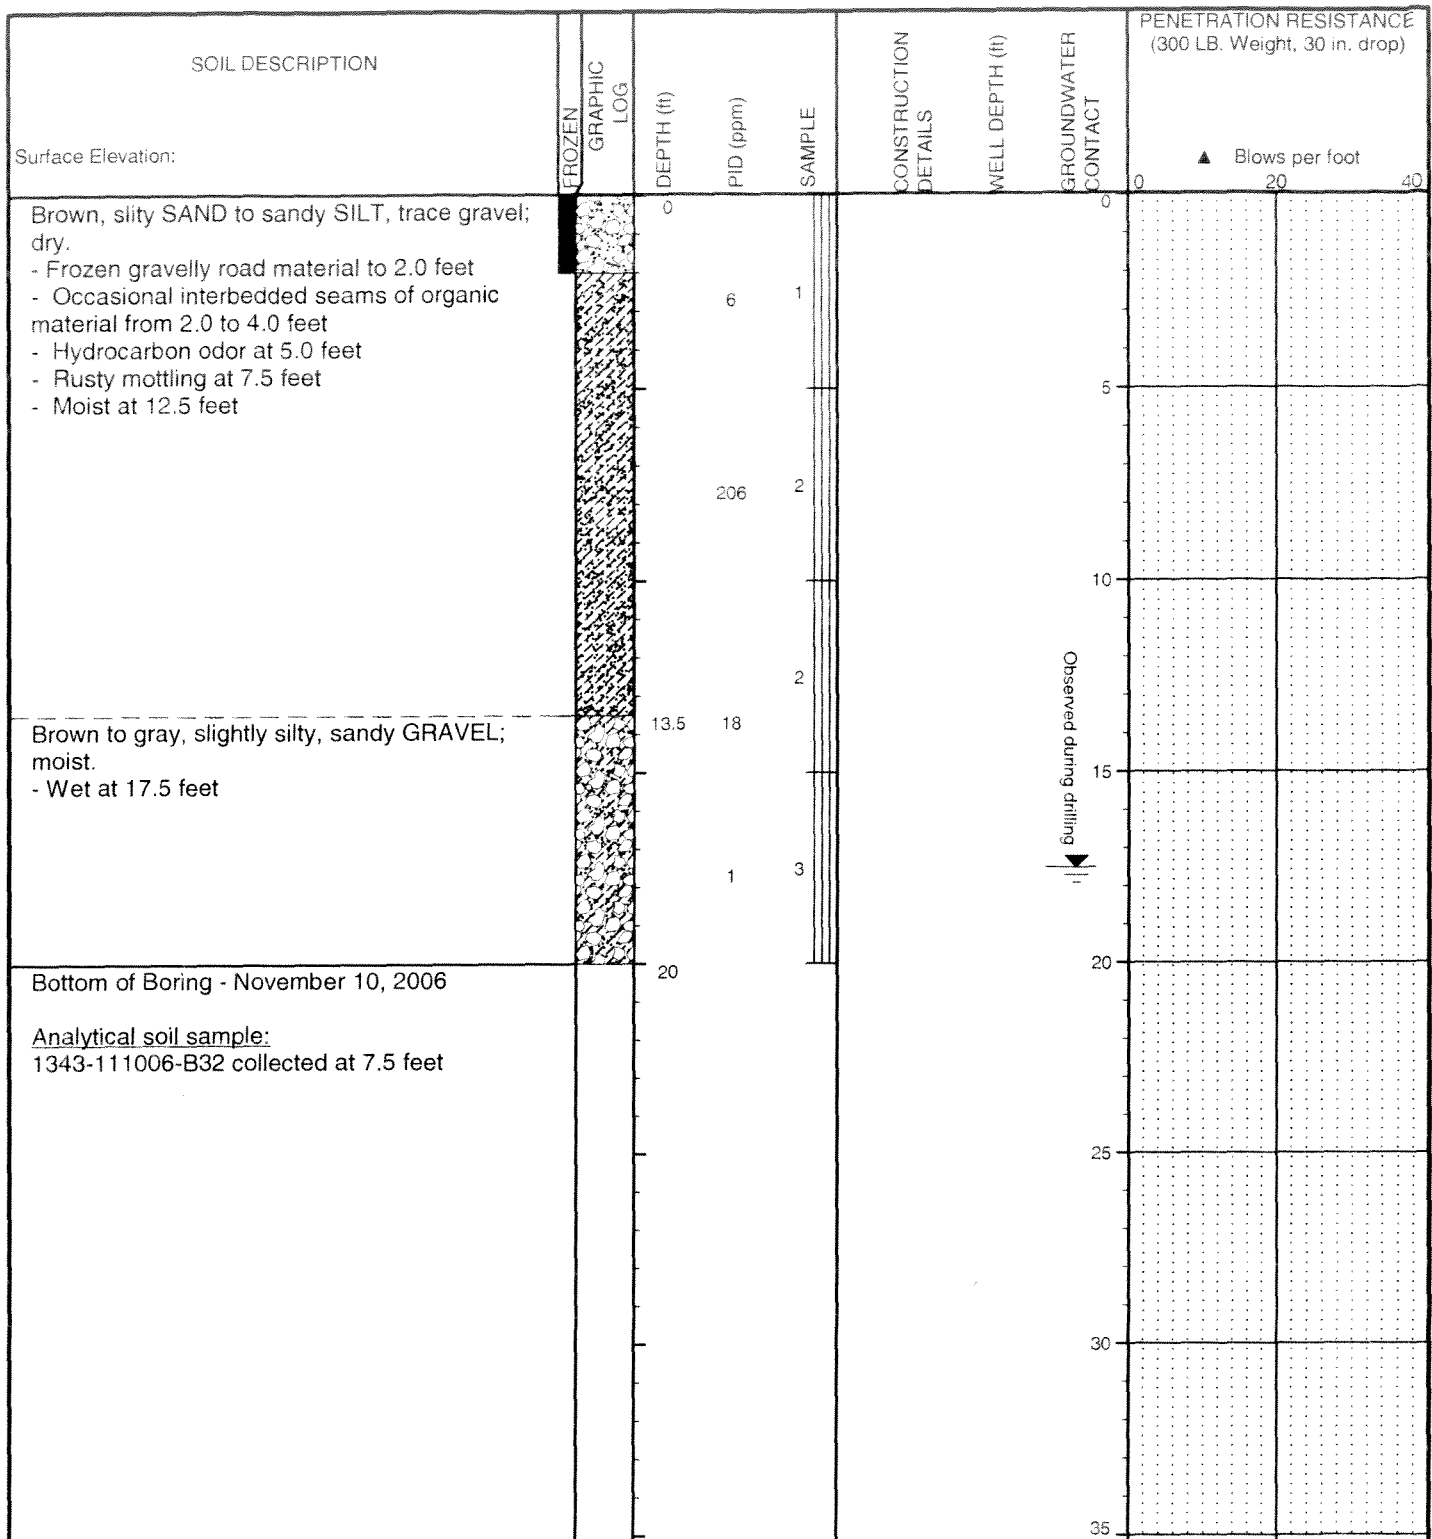 SOIL DESCRIPTION
Surface Elevation:
FROZEN
GRAPHIC
LOG
DEPTH (ft)
PID (ppm)
SAMPLE
CONSTRUCTION
DETAILS
WELL DEPTH (ft)
GROUNDWATER
CONTACT
PENETRATION RESISTANCE
(300 LB. Weight, 30 in. drop)
▲ Blows per foot
0 20 40
Brown, slity SAND to sandy SILT, trace gravel;
dry.
- Frozen gravelly road material to 2.0 feet
- Occasional interbedded seams of organic
material from 2.0 to 4.0 feet
- Hydrocarbon odor at 5.0 feet
- Rusty mottling at 7.5 feet
- Moist at 12.5 feet
0
0
6 1
5
206 2
10
2
Observed during drilling
Brown to gray, slightly silty, sandy GRAVEL;
moist.
- Wet at 17.5 feet
13.5 18
15
1 3
Bottom of Boring - November 10, 2006
20
20
Analytical soil sample:
1343-111006-B32 collected at 7.5 feet
25
30
35